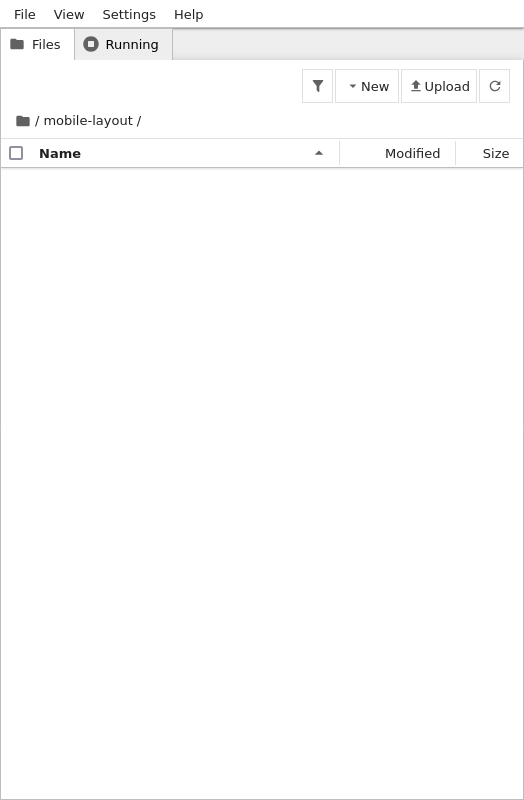 File View Settings Help
Files Running
New Upload
/ mobile-layout /
Name Modified Size